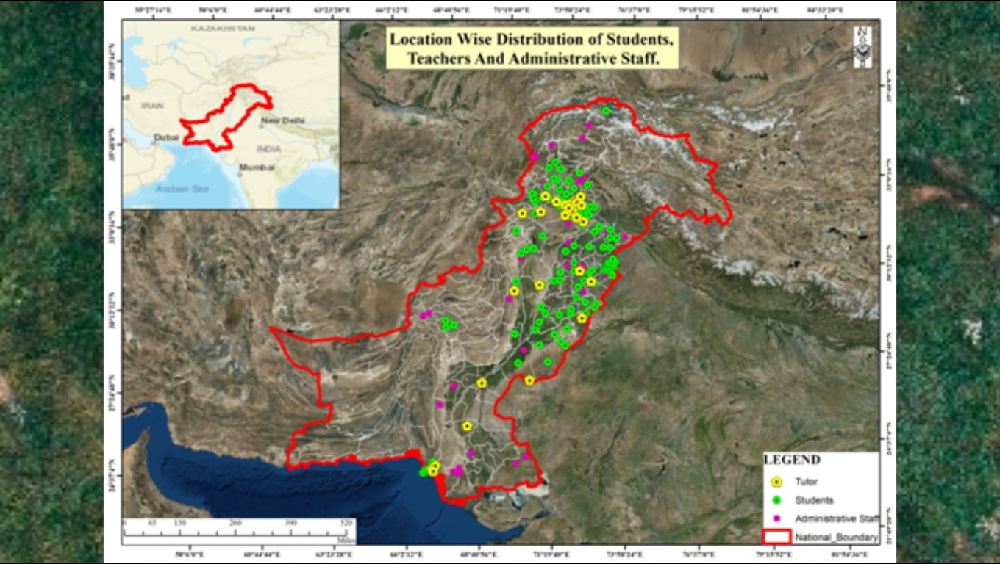 55°27'16"E 58°6'0"E 60°44'44"E 63°23'28"E 66°2'12"E 68°40'56"E 71°19'40"E 73°58'24"E 76°37'8"E 79°15'52"E 81°54'36"E 84°33'20"E
KAZAKHSTAN
IRAN
New Delhi
Dubai
INDIA
Mumbai
Arabian Sea
Location Wise Distribution of Students,
Teachers And Administrative Staff.
N
LEGEND
Tutor
Students
Administrative Staff
National_Boundary
0 65 130 260 390 520
Miles
58°6'0"E 60°44'44"E 63°23'28"E 66°2'12"E 68°40'56"E 71°19'40"E 73°58'24"E 76°37'8"E 79°15'52"E 81°54'36"E